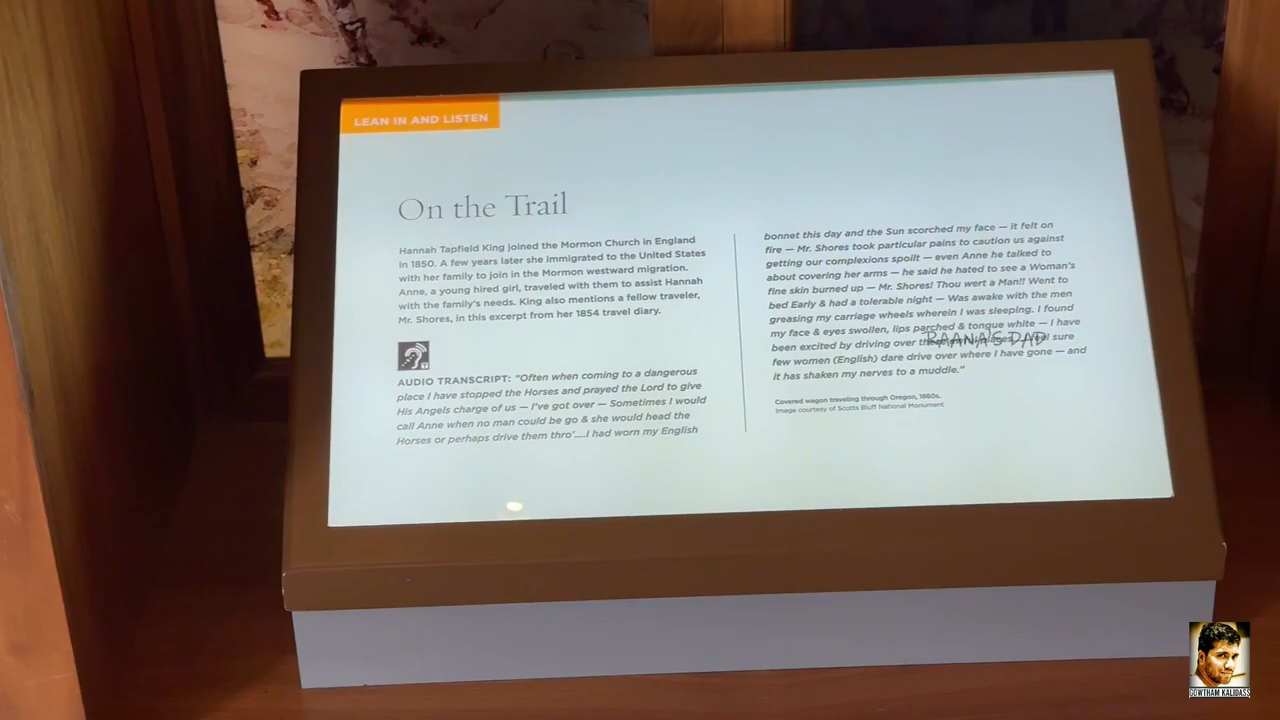 LEAN IN AND LISTEN
On the Trail
Hannah Tapfield King joined the Mormon Church in England
in 1850. A few years later she immigrated to the United States
with her family to join in the Mormon westward migration.
Anne, a young hired girl, traveled with them to assist Hannah
with the family's needs. King also mentions a fellow traveler,
Mr. Shores, in this excerpt from her 1854 travel diary.
AUDIO TRANSCRIPT: "Often when coming to a dangerous
place I have stopped the Horses and prayed the Lord to give
His Angels charge of us — I've got over — Sometimes I would
call Anne when no man could be go & she would head the
Horses or perhaps drive them thro'....I had worn my English
bonnet this day and the Sun scorched my face — it felt on
fire — Mr. Shores took particular pains to caution us against
getting our complexions spoilt — even Anne he talked to
about covering her arms — he said he hated to see a Woman's
fine skin burned up — Mr. Shores! Thou wert a Man!! Went to
bed Early & had a tolerable night — Was awake with the men
greasing my carriage wheels wherein I was sleeping. I found
my face & eyes swollen, lips parched & tongue white — I have
been excited by driving over sure
few women (English) dare drive over where I have gone — and
it has shaken my nerves to a muddle."
Covered wagon traveling through Oregon, 1860s.
Image courtesy of Scotts Bluff National Monument
RAANA'S DAD
GOWTHAM KALIDASS